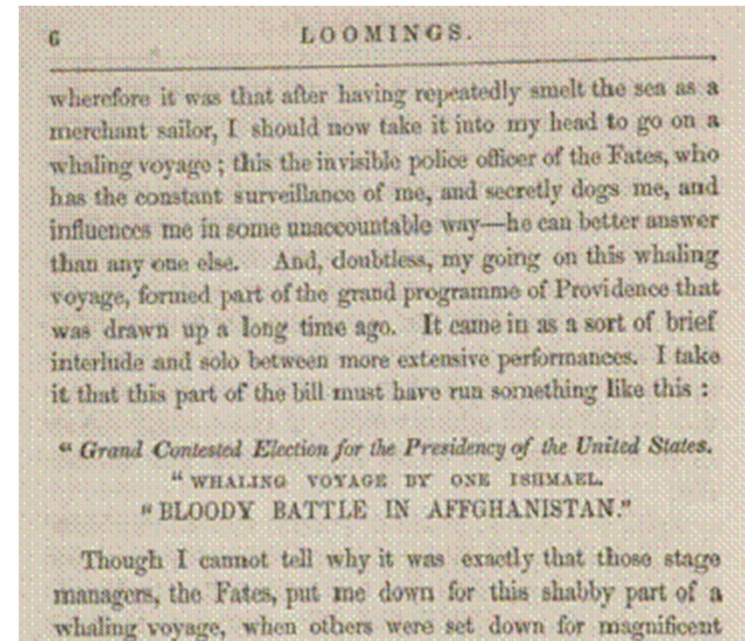 6 LOOMINGS.
wherefore it was that after having repeatedly smelt the sea as a
merchant sailor, I should now take it into my head to go on a
whaling voyage ; this the invisible police officer of the Fates, who
has the constant surveillance of me, and secretly dogs me, and
influences me in some unaccountable way—he can better answer
than any one else. And, doubtless, my going on this whaling
voyage, formed part of the grand programme of Providence that
was drawn up a long time ago. It came in as a sort of brief
interlude and solo between more extensive performances. I take
it that this part of the bill must have run something like this :
“ Grand Contested Election for the Presidency of the United States.
“ WHALING VOYAGE BY ONE ISHMAEL.
“ BLOODY BATTLE IN AFFGHANISTAN.”
Though I cannot tell why it was exactly that those stage
managers, the Fates, put me down for this shabby part of a
whaling voyage, when others were set down for magnificent